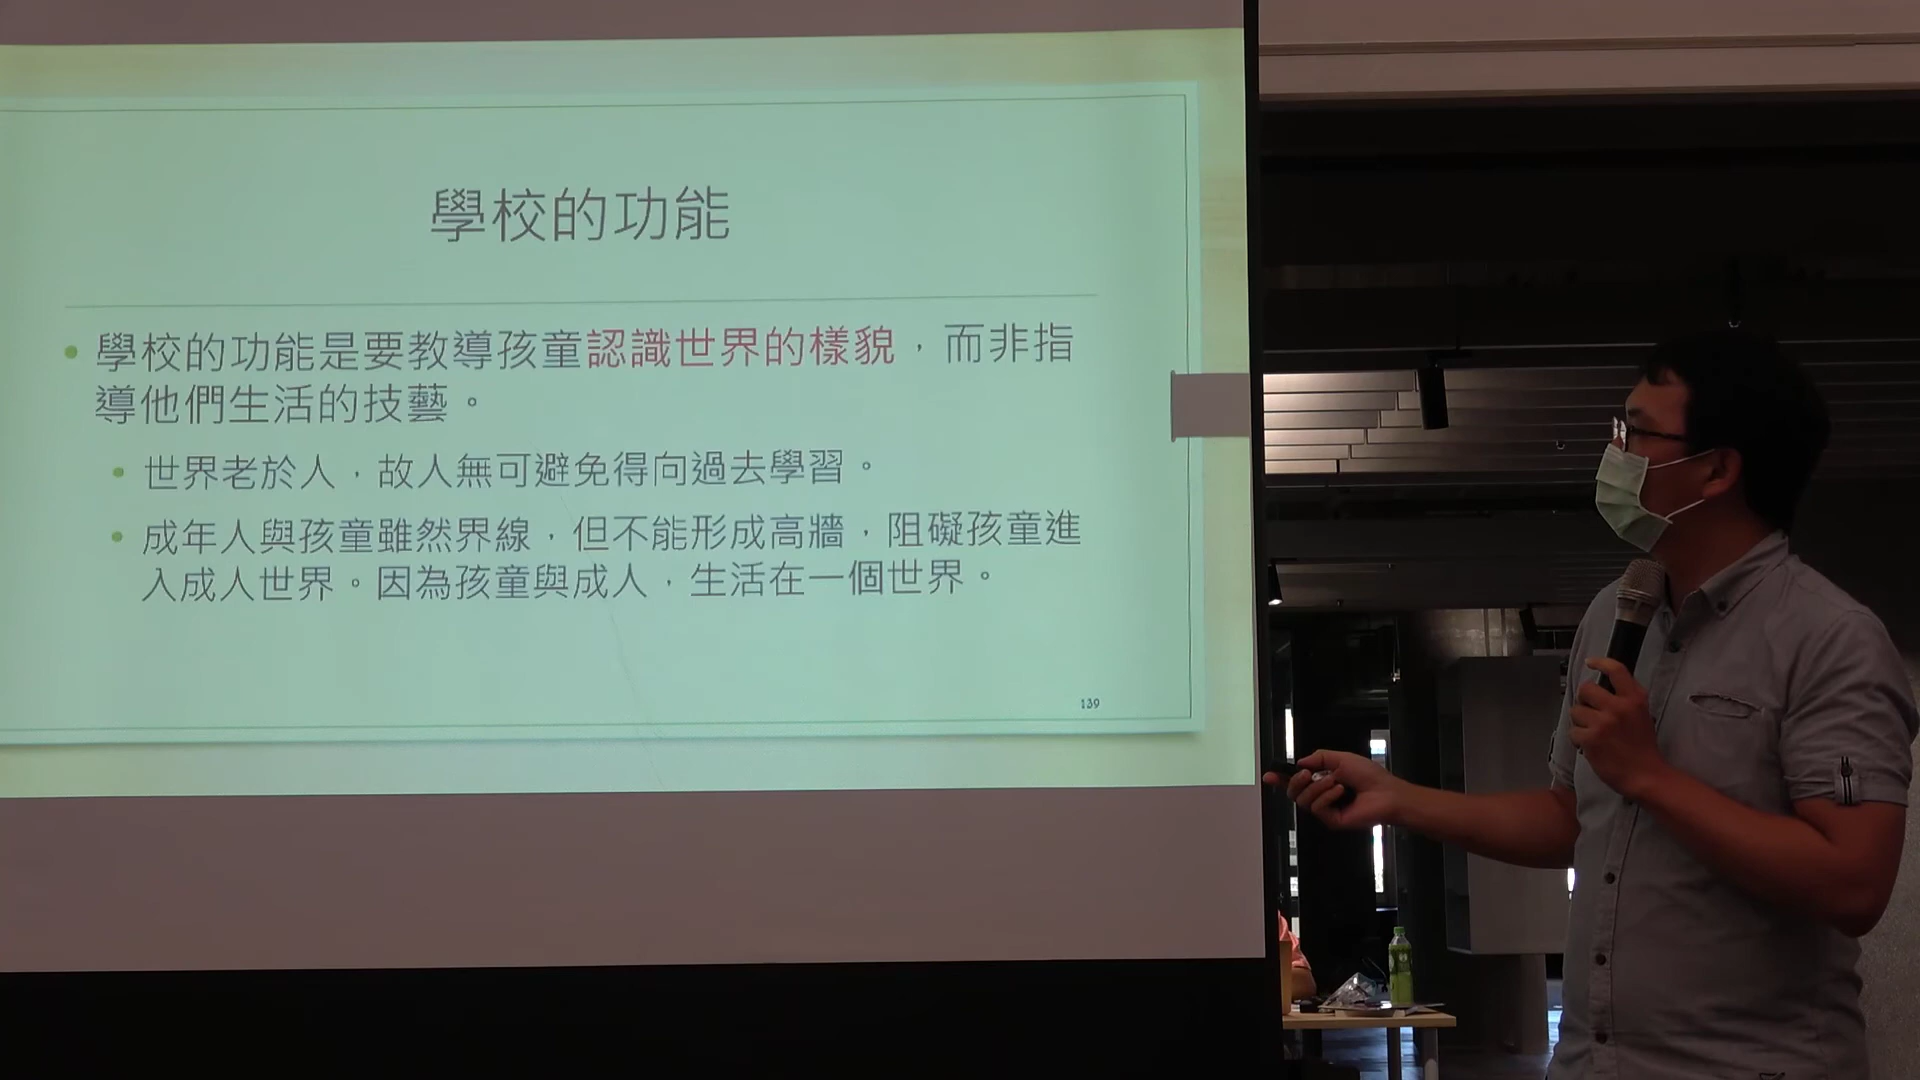 學校的功能
學校的功能是要教導孩童認識世界的樣貌，而非指
導他們生活的技藝。
世界老於人，故人無可避免得向過去學習。
成年人與孩童雖然界線，但不能形成高牆，阻礙孩童進
入成人世界。因為孩童與成人，生活在一個世界。
139